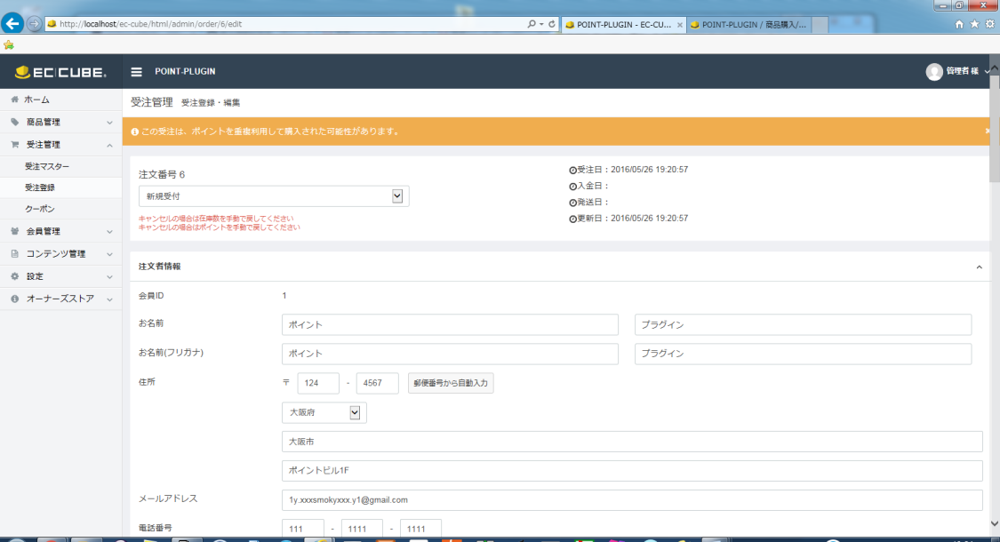 http://localhost/ec-cube/html/admin/order/6/edit
POINT-PLUGIN - EC-CU...
POINT-PLUGIN / 商品購入/...
EC CUBE.
POINT-PLUGIN
管理者 様
ホーム
商品管理
受注管理
受注マスター
受注登録
クーポン
会員管理
コンテンツ管理
設定
オーナーズストア
受注管理 受注登録・編集
この受注は、ポイントを重複利用して購入された可能性があります。
注文番号 6
新規受付
キャンセルの場合は在庫数を手動で戻してください
キャンセルの場合はポイントを手動で戻してください
受注日：2016/05/26 19:20:57
入金日：
発送日：
更新日：2016/05/26 19:20:57
注文者情報
会員ID 1
お名前 ポイント プラグイン
お名前(フリガナ) ポイント プラグイン
住所 〒 124 - 4567 郵便番号から自動入力
大阪府
大阪市
ポイントビル1F
メールアドレス 1y.xxxsmokyxxx.y1@gmail.com
電話番号 111 - 1111 - 1111